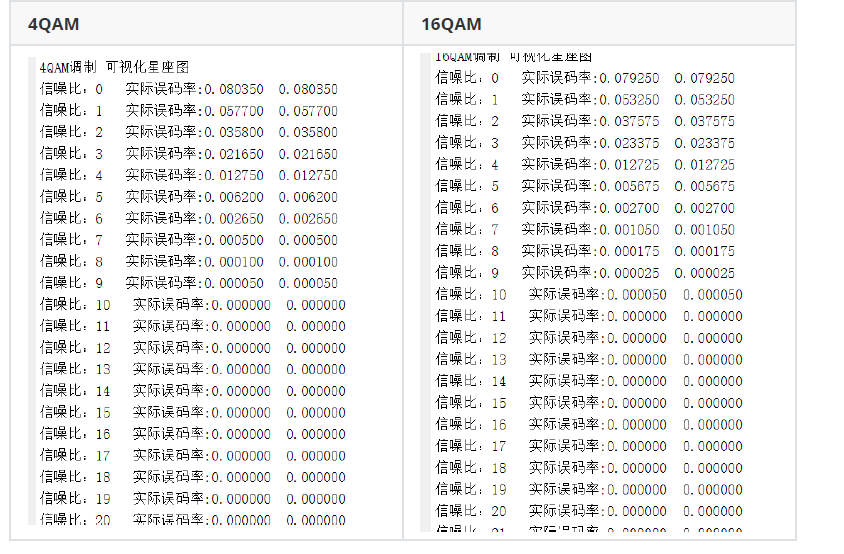 4QAM
16QAM
4QAM调制 可视化星座图
信噪比：0 实际误码率:0.080350 0.080350
信噪比：1 实际误码率:0.057700 0.057700
信噪比：2 实际误码率:0.035800 0.035800
信噪比：3 实际误码率:0.021650 0.021650
信噪比：4 实际误码率:0.012750 0.012750
信噪比：5 实际误码率:0.006200 0.006200
信噪比：6 实际误码率:0.002650 0.002650
信噪比：7 实际误码率:0.000500 0.000500
信噪比：8 实际误码率:0.000100 0.000100
信噪比：9 实际误码率:0.000050 0.000050
信噪比：10 实际误码率:0.000000 0.000000
信噪比：11 实际误码率:0.000000 0.000000
信噪比：12 实际误码率:0.000000 0.000000
信噪比：13 实际误码率:0.000000 0.000000
信噪比：14 实际误码率:0.000000 0.000000
信噪比：15 实际误码率:0.000000 0.000000
信噪比：16 实际误码率:0.000000 0.000000
信噪比：17 实际误码率:0.000000 0.000000
信噪比：18 实际误码率:0.000000 0.000000
信噪比：19 实际误码率:0.000000 0.000000
信噪比：20 实际误码率:0.000000 0.000000
16QAM调制 可视化星座图
信噪比：0 实际误码率:0.079250 0.079250
信噪比：1 实际误码率:0.053250 0.053250
信噪比：2 实际误码率:0.037575 0.037575
信噪比：3 实际误码率:0.023375 0.023375
信噪比：4 实际误码率:0.012725 0.012725
信噪比：5 实际误码率:0.005675 0.005675
信噪比：6 实际误码率:0.002700 0.002700
信噪比：7 实际误码率:0.001050 0.001050
信噪比：8 实际误码率:0.000175 0.000175
信噪比：9 实际误码率:0.000025 0.000025
信噪比：10 实际误码率:0.000050 0.000050
信噪比：11 实际误码率:0.000000 0.000000
信噪比：12 实际误码率:0.000000 0.000000
信噪比：13 实际误码率:0.000000 0.000000
信噪比：14 实际误码率:0.000000 0.000000
信噪比：15 实际误码率:0.000000 0.000000
信噪比：16 实际误码率:0.000000 0.000000
信噪比：17 实际误码率:0.000000 0.000000
信噪比：18 实际误码率:0.000000 0.000000
信噪比：19 实际误码率:0.000000 0.000000
信噪比：20 实际误码率:0.000000 0.000000